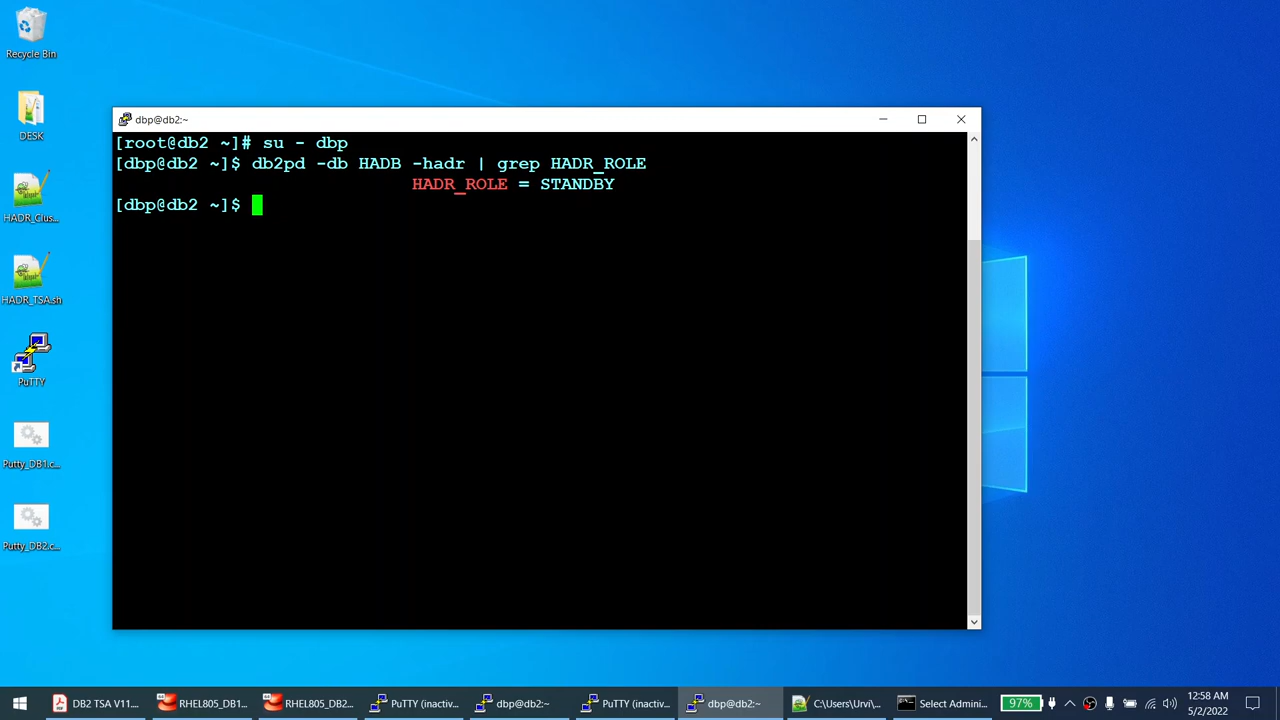 Recycle Bin
DESK
HADR_Clus...
HADR_TSA.sh
PuTTY
Putty_DB1.c...
Putty_DB2.c...
dbp@db2:~
[root@db2 ~]# su - dbp
[dbp@db2 ~]$ db2pd -db HADB -hadr | grep HADR_ROLE
HADR_ROLE = STANDBY
[dbp@db2 ~]$
DB2 TSA V11....
RHEL805_DB1...
RHEL805_DB2...
PuTTY (inactiv...
dbp@db2:~
PuTTY (inactiv...
dbp@db2:~
C:\Users\Urvi\...
Select Admini...
97%
12:58 AM
5/2/2022